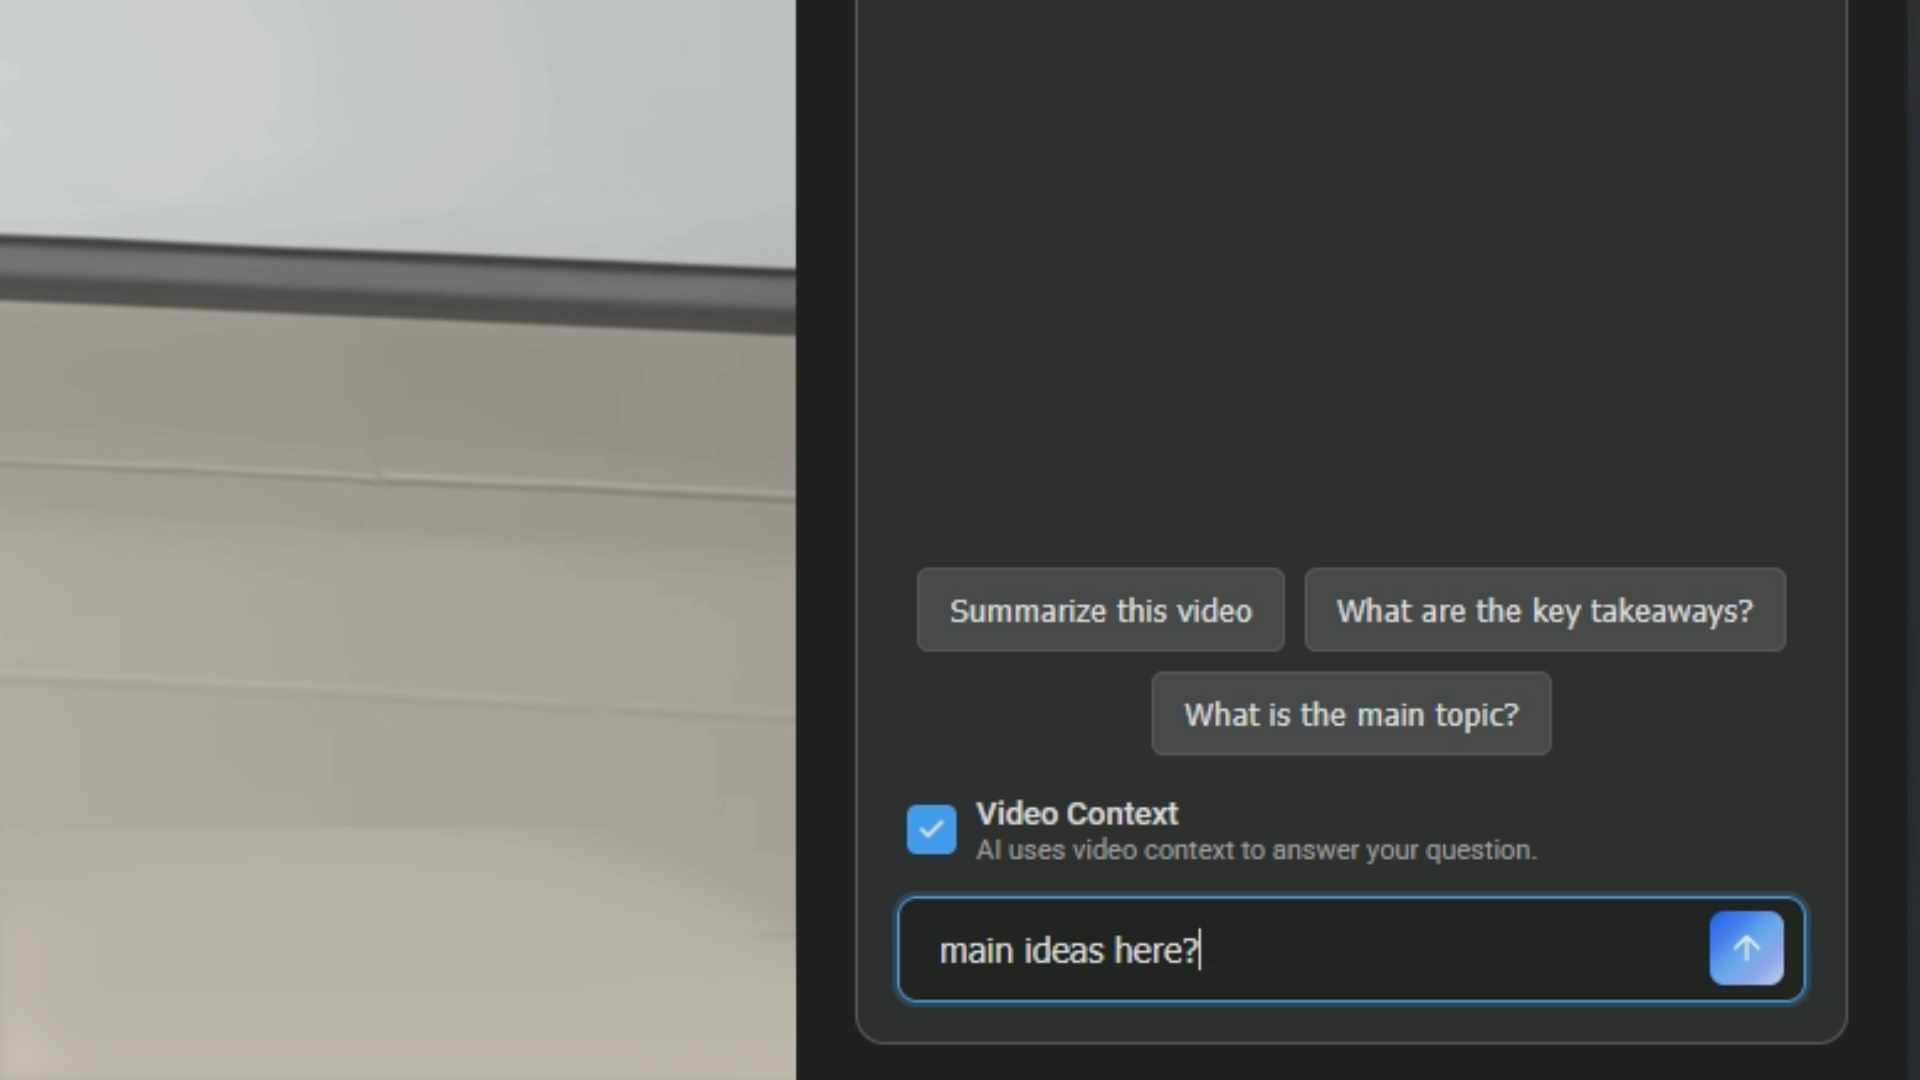 Summarize this video
What are the key takeaways?
What is the main topic?
Video Context
AI uses video context to answer your question.
main ideas here?